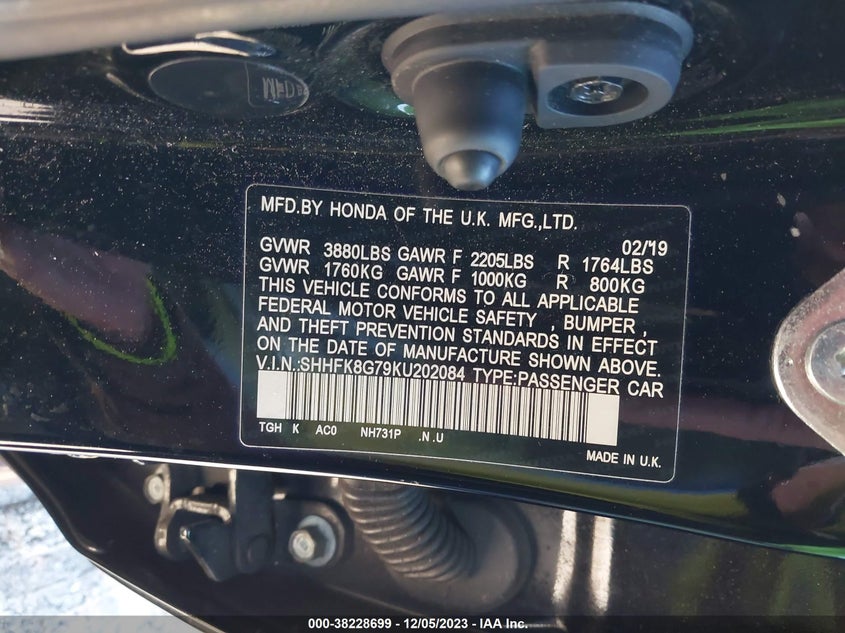 MFD.BY HONDA OF THE U.K. MFG.,LTD.
02/19
GVWR 3880LBS GAWR F 2205LBS R 1764LBS
GVWR 1760KG GAWR F 1000KG R 800KG
THIS VEHICLE CONFORMS TO ALL APPLICABLE
FEDERAL MOTOR VEHICLE SAFETY , BUMPER ,
AND THEFT PREVENTION STANDARDS IN EFFECT
ON THE DATE OF MANUFACTURE SHOWN ABOVE.
V.I.N.:SHHFK8G79KU202084 TYPE:PASSENGER CAR
TGH K AC0 NH731P .N.U
MADE IN U.K.
000-38228699 - 12/05/2023 - IAA Inc.